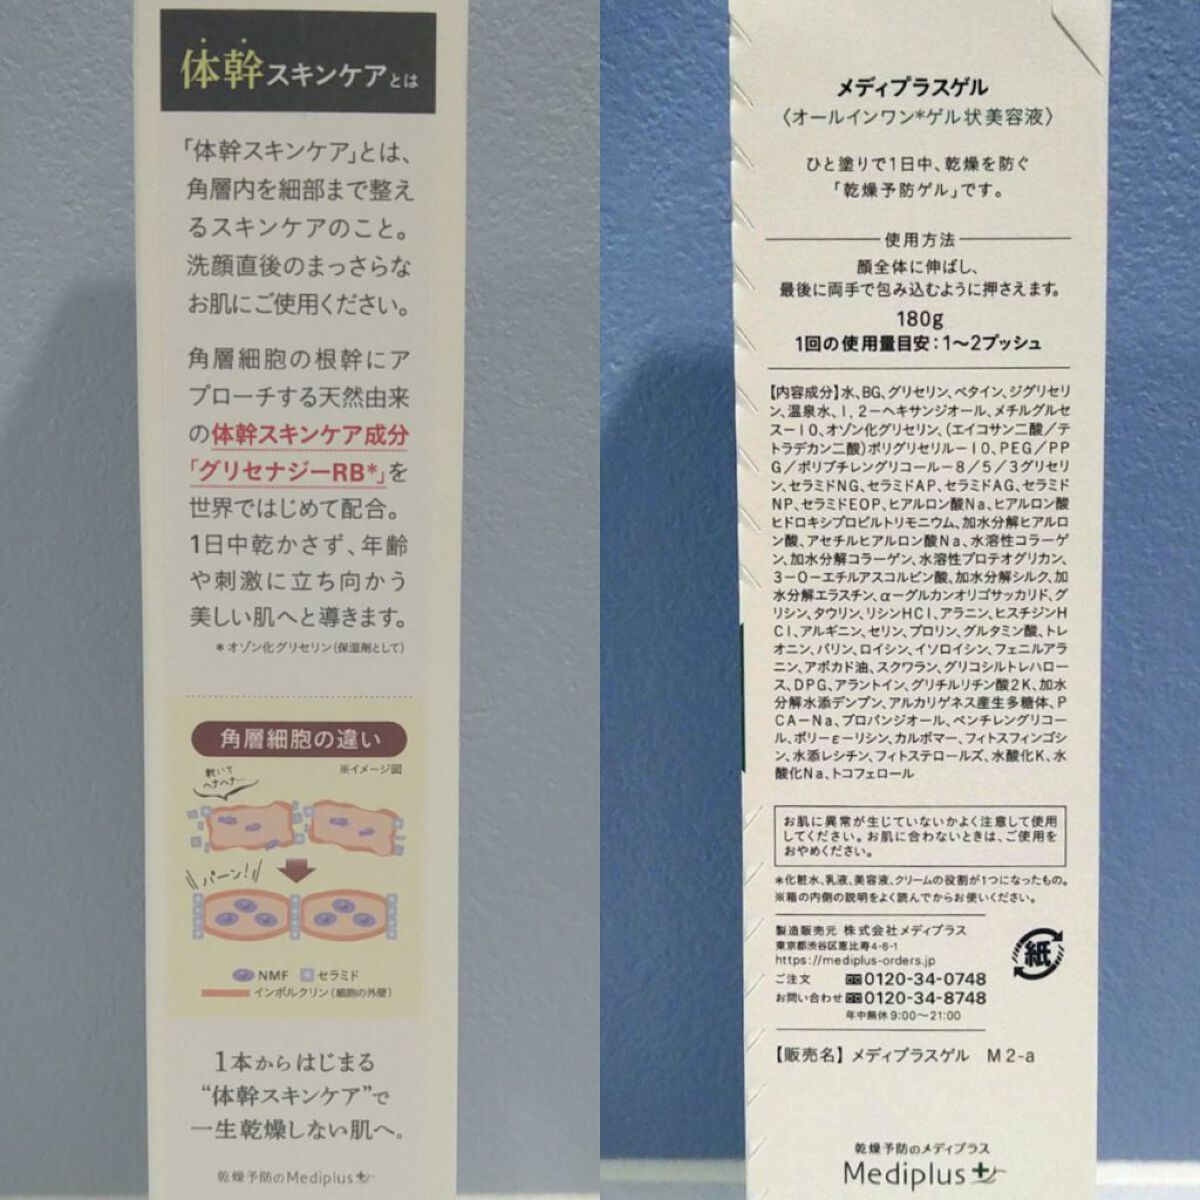 体幹スキンケアとは
「体幹スキンケア」とは、
角層内を細部まで整え
るスキンケアのこと。
洗顔直後のまっさらな
お肌にご使用ください。
角層細胞の根幹にア
プローチする天然由来
の体幹スキンケア成分
「グリセナジーRB*」を
世界ではじめて配合。
1日中乾かさず、年齢
や刺激に立ち向かう
美しい肌へと導きます。
*オゾン化グリセリン(保湿剤として)
角層細胞の違い
※イメージ図
乾いて
ヘナヘナ…
パーン!
NMF セラミド
インボルクリン(細胞の外壁)
1本からはじまる
“体幹スキンケア”で
一生乾燥しない肌へ。
乾燥予防のMediplus
メディプラスゲル
〈オールインワン*ゲル状美容液〉
ひと塗りで1日中、乾燥を防ぐ
「乾燥予防ゲル」です。
使用方法
顔全体に伸ばし、
最後に両手で包み込むように押さえます。
180g
1回の使用量目安:1〜2プッシュ
【内容成分】水、BG、グリセリン、ベタイン、ジグリセリ
ン、温泉水、1,2－ヘキサンジオール、メチルグルセ
ス－10、オゾン化グリセリン、(エイコサン二酸/テ
トラデカン二酸)ポリグリセリル－10、PEG/PP
G/ポリブチレングリコール－8/5/3グリセリ
ン、セラミドNG、セラミドAP、セラミドAG、セラミド
NP、セラミドEOP、ヒアルロン酸Na、ヒアルロン酸
ヒドロキシプロピルトリモニウム、加水分解ヒアルロ
ン酸、アセチルヒアルロン酸Na、水溶性コラーゲ
ン、加水分解コラーゲン、水溶性プロテオグリカン、
3－O－エチルアスコルビン酸、加水分解シルク、加
水分解エラスチン、α－グルカンオリゴサッカリド、グ
リシン、タウリン、リシンHCl、アラニン、ヒスチジンH
Cl、アルギニン、セリン、プロリン、グルタミン酸、トレ
オニン、バリン、ロイシン、イソロイシン、フェニルアラ
ニン、アボカド油、スクワラン、グリコシルトレハロー
ス、DPG、アラントイン、グリチルリチン酸2K、加水
分解水添デンプン、アルカリゲネス産生多糖体、P
CA－Na、プロパンジオール、ペンチレングリコー
ル、ポリ－ε－リシン、カルボマー、フィトスフィンゴシ
ン、水添レシチン、フィトステロールズ、水酸化K、水
酸化Na、トコフェロール
お肌に異常が生じていないかよく注意して使用
してください。お肌に合わないときは、ご使用を
おやめください。
*化粧水、乳液、美容液、クリームの役割が1つになったもの。
※箱の内側の説明をよく読んでからお使いください。
製造販売元 株式会社メディプラス
東京都渋谷区恵比寿4-6-1
https://mediplus-orders.jp
ご注文 0120-34-0748
お問い合わせ 0120-34-8748
年中無休9:00〜21:00
紙
【販売名】メディプラスゲル M2-a
乾燥予防のメディプラス
Mediplus